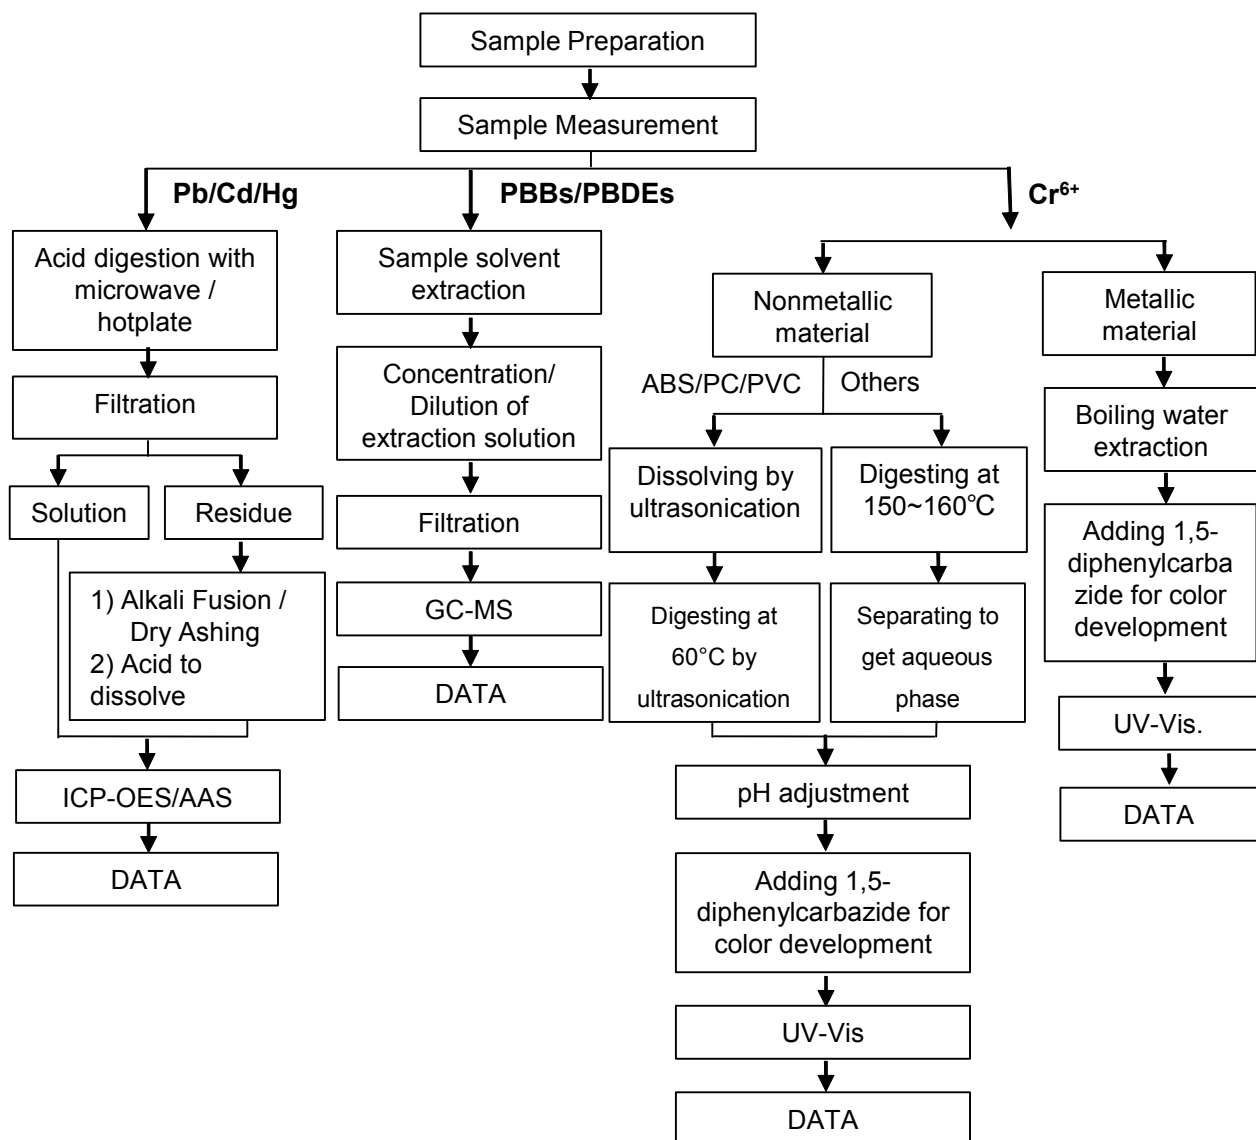 Sample Preparation
Sample Measurement
Pb/Cd/Hg
PBBs/PBDEs
Cr⁶⁺
Acid digestion with
microwave /
hotplate
Filtration
Solution
Residue
1) Alkali Fusion /
Dry Ashing
2) Acid to
dissolve
ICP-OES/AAS
DATA
Sample solvent
extraction
Concentration/
Dilution of
extraction solution
Filtration
GC-MS
DATA
Nonmetallic
material
ABS/PC/PVC
Others
Dissolving by
ultrasonication
Digesting at
60°C by
ultrasonication
Digesting at
150~160℃
Separating to
get aqueous
phase
pH adjustment
Adding 1,5-
diphenylcarbazide for
color development
UV-Vis
DATA
Metallic
material
Boiling water
extraction
Adding 1,5-
diphenylcarba
zide for color
development
UV-Vis.
DATA